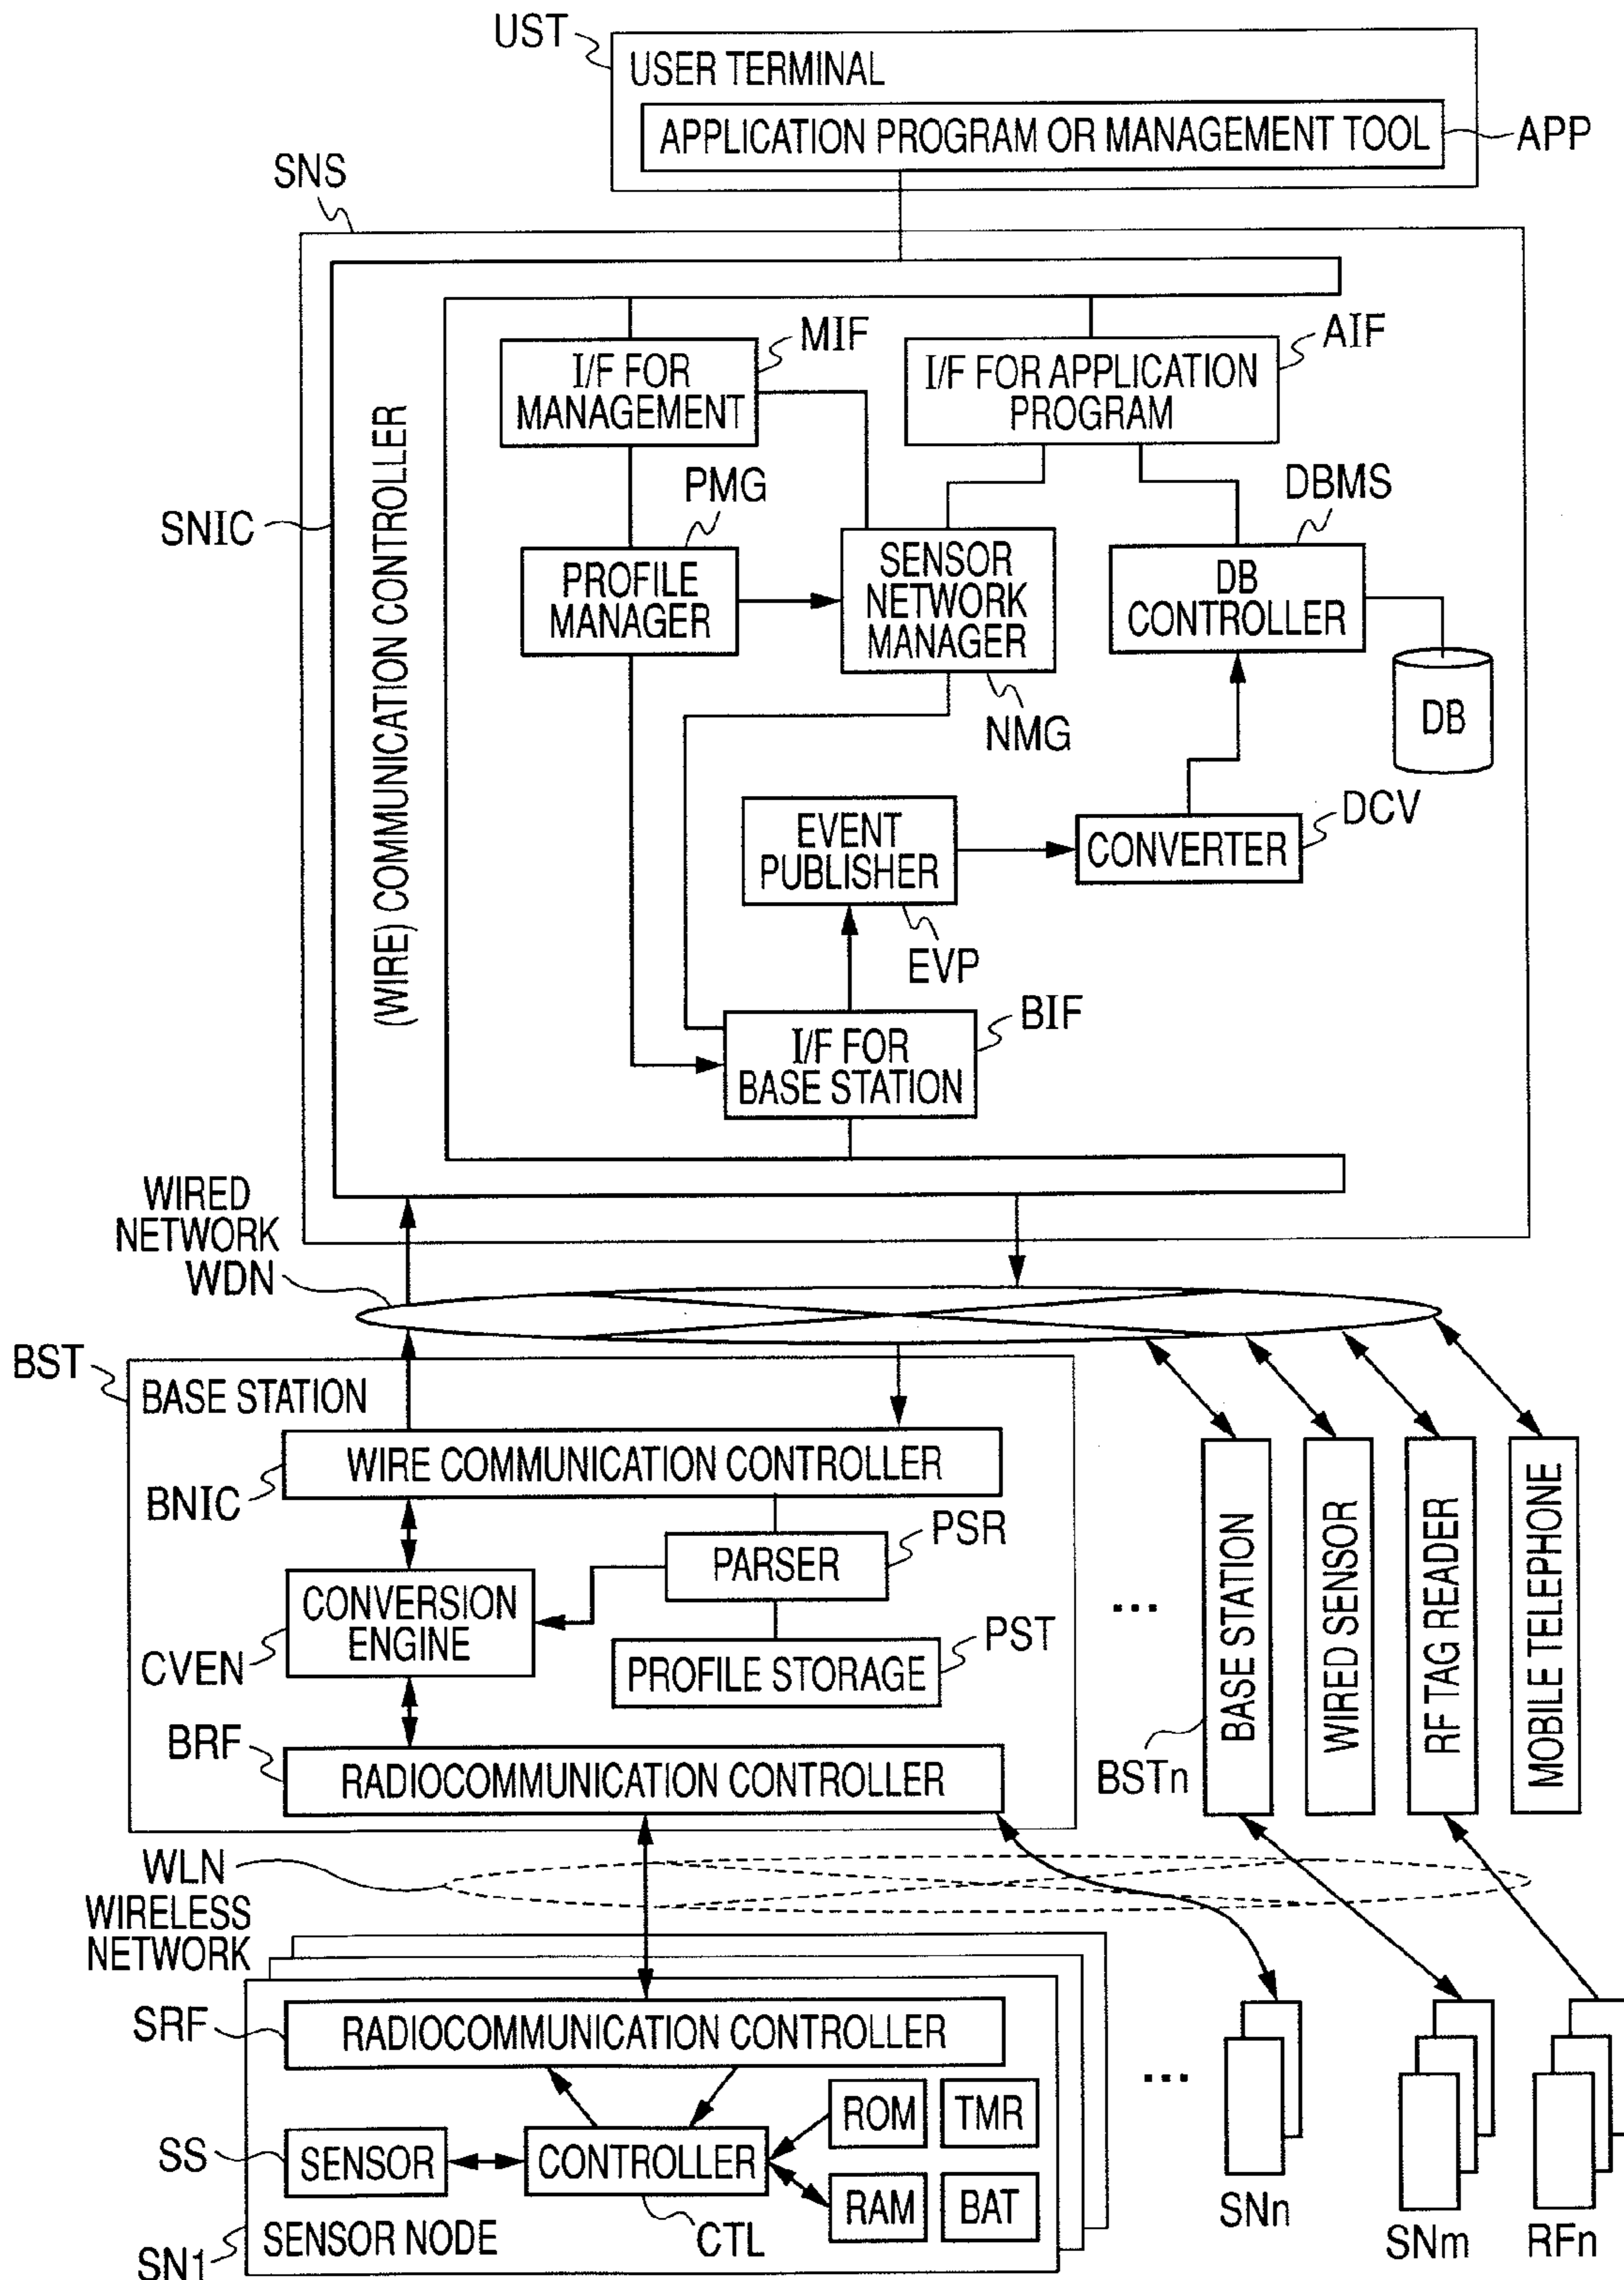 UST
USER TERMINAL
APPLICATION PROGRAM OR MANAGEMENT TOOL
APP
SNS
SNIC
(WIRE) COMMUNICATION CONTROLLER
I/F FOR
MANAGEMENT
MIF
I/F FOR APPLICATION
PROGRAM
AIF
PMG
PROFILE
MANAGER
SENSOR
NETWORK
MANAGER
NMG
DBMS
DB
CONTROLLER
DB
EVENT
PUBLISHER
EVP
CONVERTER
DCV
I/F FOR
BASE STATION
BIF
WIRED
NETWORK
WDN
BST
BASE STATION
WIRE COMMUNICATION CONTROLLER
BNIC
PARSER
PSR
CONVERSION
ENGINE
CVEN
PROFILE STORAGE
PST
BRF
RADIOCOMMUNICATION CONTROLLER
...
BASE STATION
BSTn
WIRED SENSOR
RF TAG READER
MOBILE TELEPHONE
WLN
WIRELESS
NETWORK
SRF
RADIOCOMMUNICATION CONTROLLER
SS
SENSOR
CONTROLLER
CTL
ROM
TMR
RAM
BAT
SENSOR NODE
SN1
...
SNn
SNm
RFn